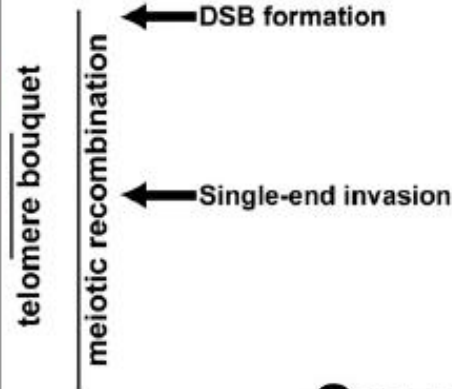 telomere bouquet
meiotic recombination
DSB formation
Single-end invasion